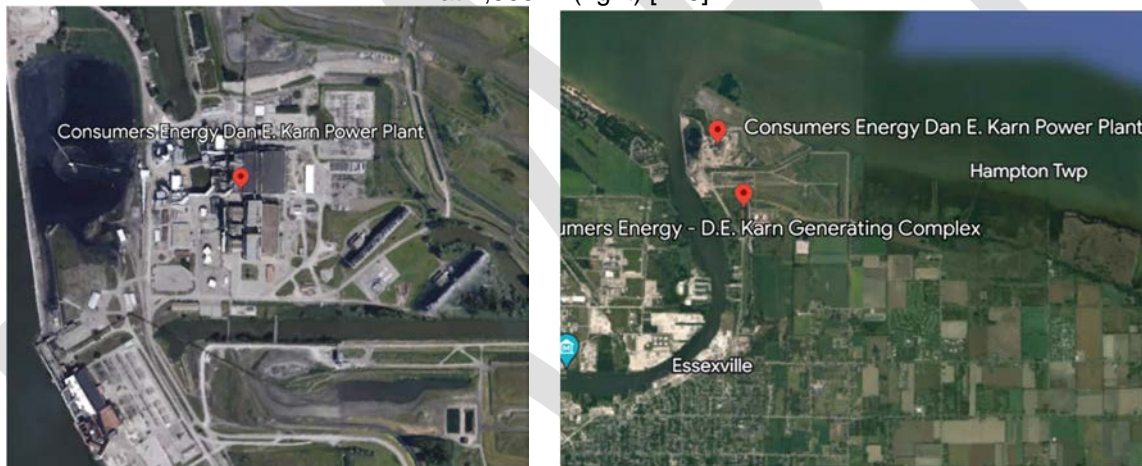 Consumers Energy Dan E. Karn Power Plant
Consumers Energy Dan E. Karn Power Plant
Hampton Twp
umers Energy - D.E. Karn Generating Complex
Essexville